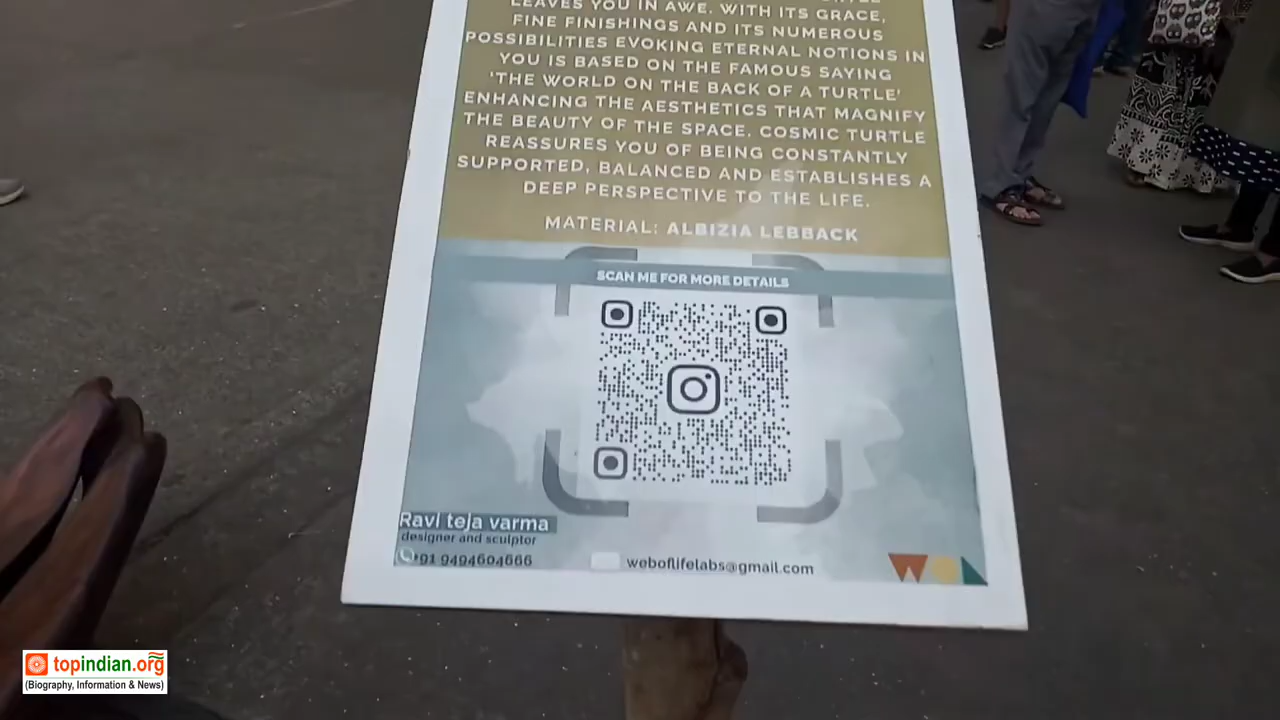 LEAVES YOU IN AWE. WITH ITS GRACE,
FINE FINISHINGS AND ITS NUMEROUS
POSSIBILITIES EVOKING ETERNAL NOTIONS IN
YOU IS BASED ON THE FAMOUS SAYING
'THE WORLD ON THE BACK OF A TURTLE'
ENHANCING THE AESTHETICS THAT MAGNIFY
THE BEAUTY OF THE SPACE. COSMIC TURTLE
REASSURES YOU OF BEING CONSTANTLY
SUPPORTED, BALANCED AND ESTABLISHES A
DEEP PERSPECTIVE TO THE LIFE.
MATERIAL: ALBIZIA LEBBACK
SCAN ME FOR MORE DETAILS
Ravi teja varma
designer and sculptor
+91 9494604666
weboflifelabs@gmail.com
topindian.org
(Biography, Information & News)